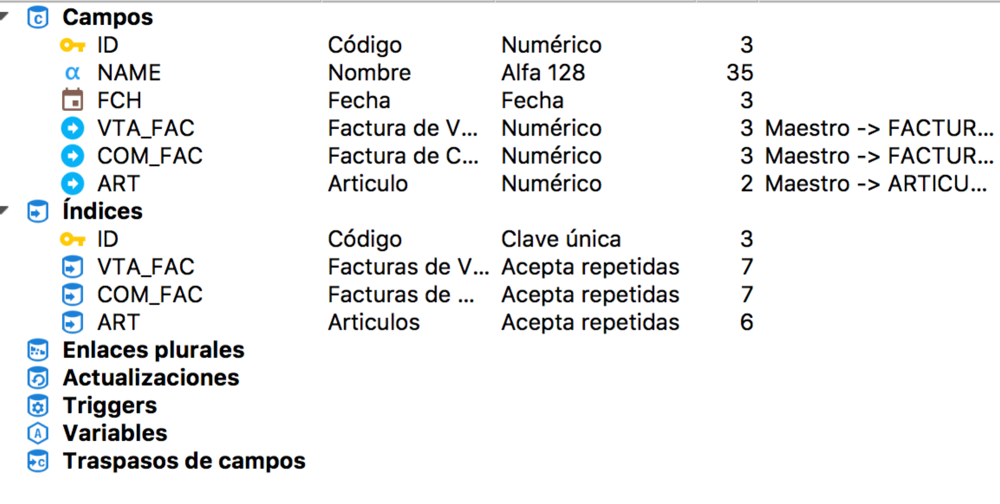 Campos
ID Código Numérico 3
NAME Nombre Alfa 128 35
FCH Fecha Fecha 3
VTA_FAC Factura de V... Numérico 3 Maestro -> FACTUR...
COM_FAC Factura de C... Numérico 3 Maestro -> FACTUR...
ART Articulo Numérico 2 Maestro -> ARTICU...
Índices
ID Código Clave única 3
VTA_FAC Facturas de V... Acepta repetidas 7
COM_FAC Facturas de ... Acepta repetidas 7
ART Articulos Acepta repetidas 6
Enlaces plurales
Actualizaciones
Triggers
Variables
Traspasos de campos